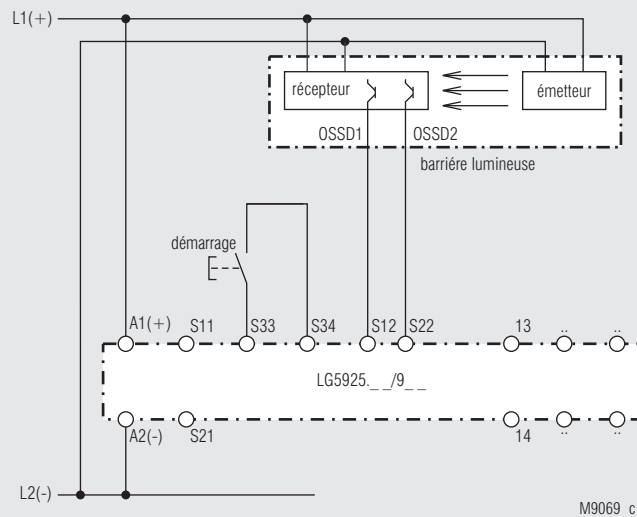 L1(+)
récepteur
émetteur
OSSD1
OSSD2
barriére lumineuse
démarrage
A1(+)
S11
S33
S34
S12
S22
13
..
..
LG5925._ _/9_ _
A2(-)
S21
14
..
..
L2(-)
M9069_c